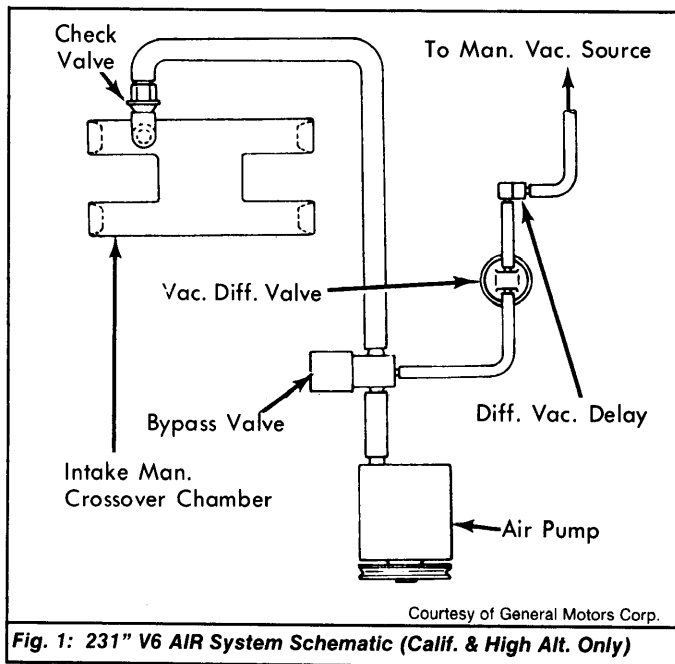 Check
Valve
To Man. Vac. Source
Vac. Diff. Valve
Bypass Valve
Diff. Vac. Delay
Intake Man.
Crossover Chamber
Air Pump
Courtesy of General Motors Corp.
Fig. 1: 231" V6 AIR System Schematic (Calif. & High Alt. Only)